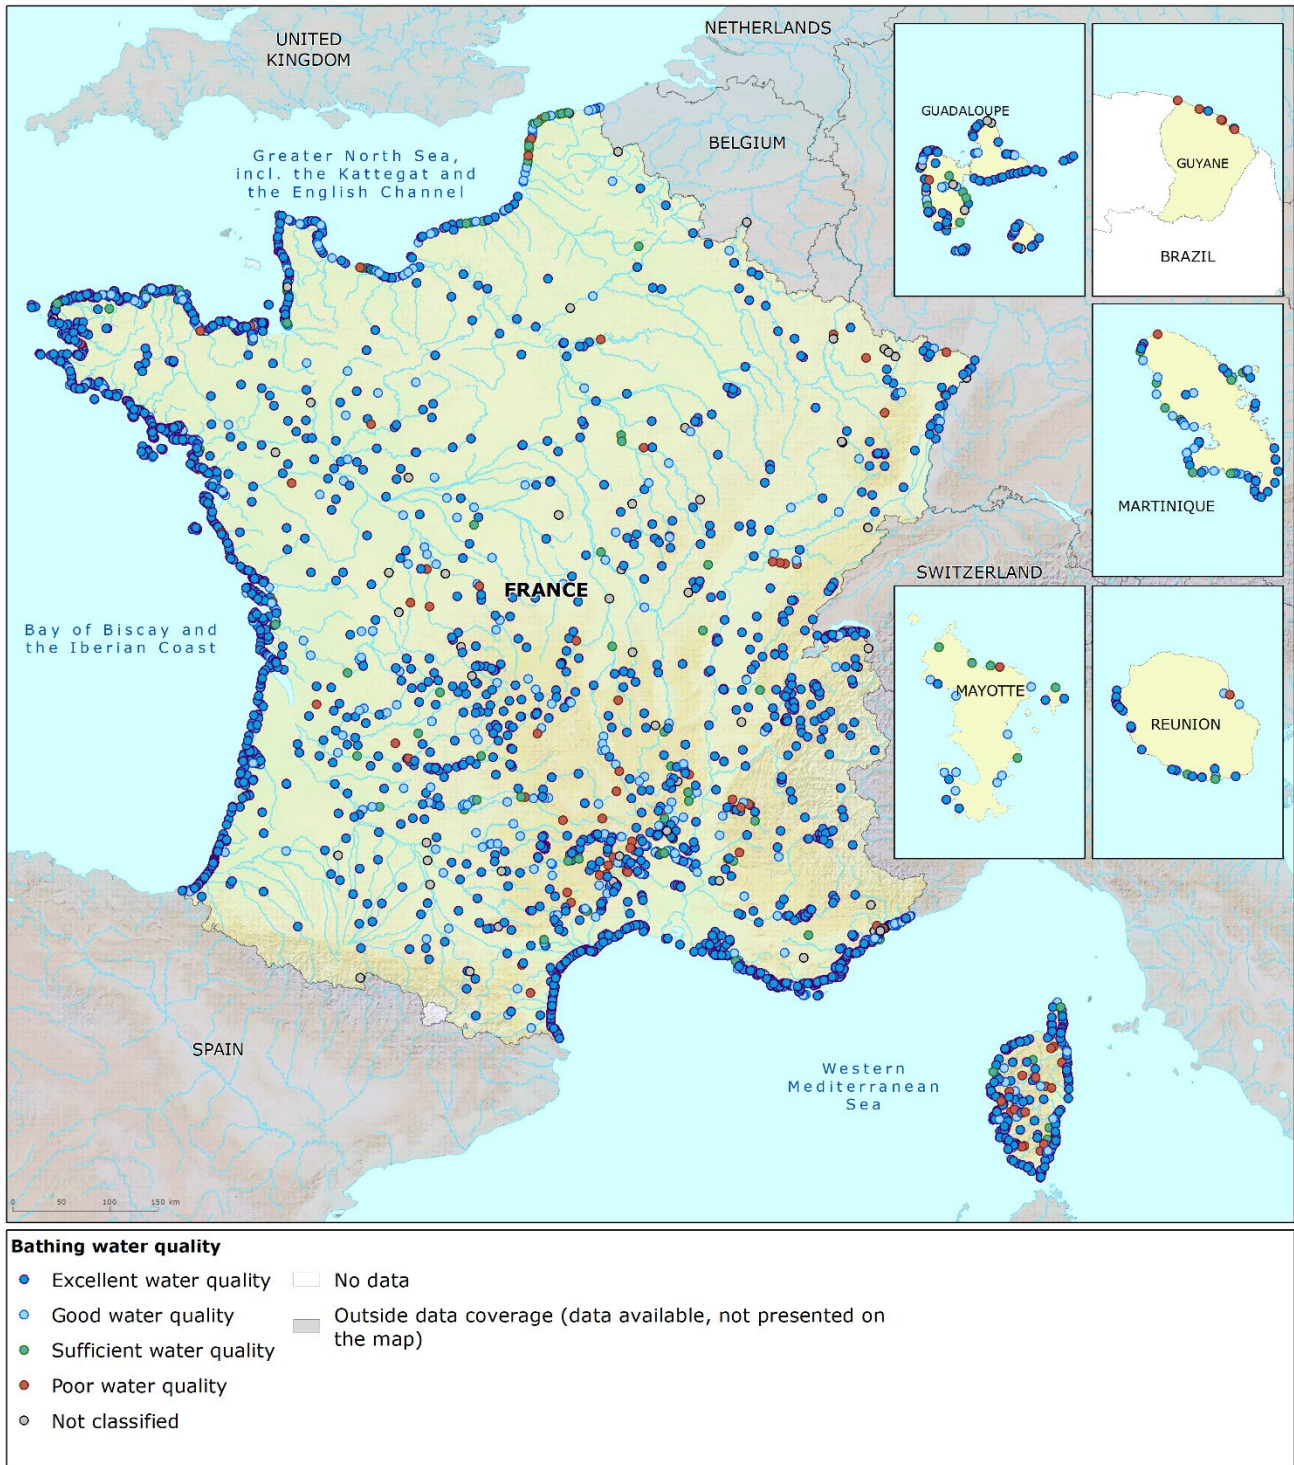 UNITED
KINGDOM
NETHERLANDS
BELGIUM
Greater North Sea,
incl. the Kattegat and
the English Channel
GUADALOUPE
GUYANE
BRAZIL
MARTINIQUE
SWITZERLAND
FRANCE
Bay of Biscay and
the Iberian Coast
MAYOTTE
REUNION
SPAIN
Western
Mediterranean
Sea
0 50 100 150 km
Bathing water quality
Excellent water quality
Good water quality
Sufficient water quality
Poor water quality
Not classified
No data
Outside data coverage (data available, not presented on
the map)